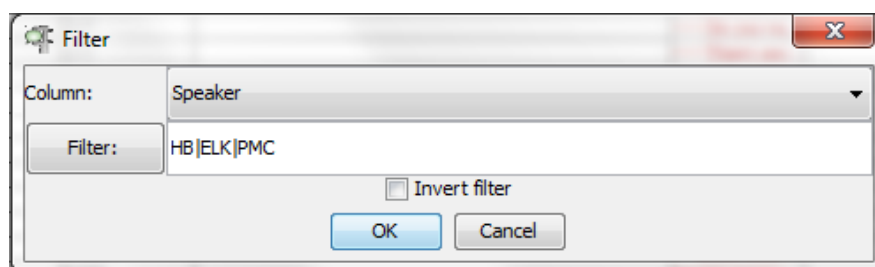 Filter
Column: Speaker
Filter: HB|ELK|PMC
Invert filter
OK Cancel